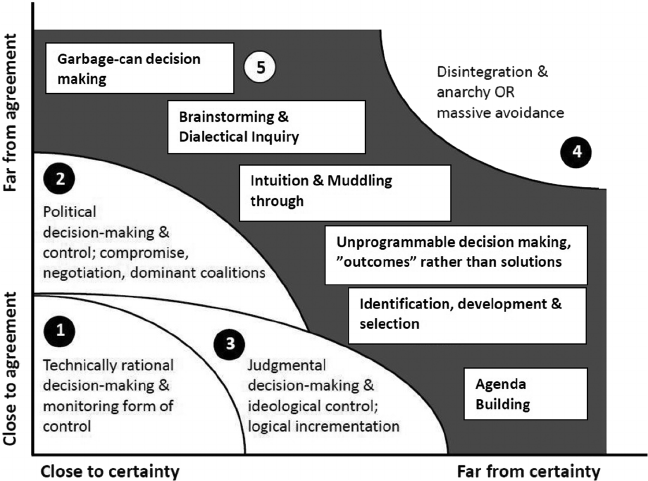 Far from agreement
Close to agreement
Garbage-can decision
making
5
Brainstorming &
Dialectical Inquiry
Disintegration &
anarchy OR
massive avoidance
4
2
Political
decision-making &
control; compromise,
negotiation, dominant coalitions
Intuition & Muddling
through
Unprogrammable decision making,
”outcomes” rather than solutions
Identification, development &
selection
1
Technically rational
decision-making &
monitoring form of
control
3
Judgmental
decision-making &
ideological control;
logical incrementation
Agenda
Building
Close to certainty
Far from certainty